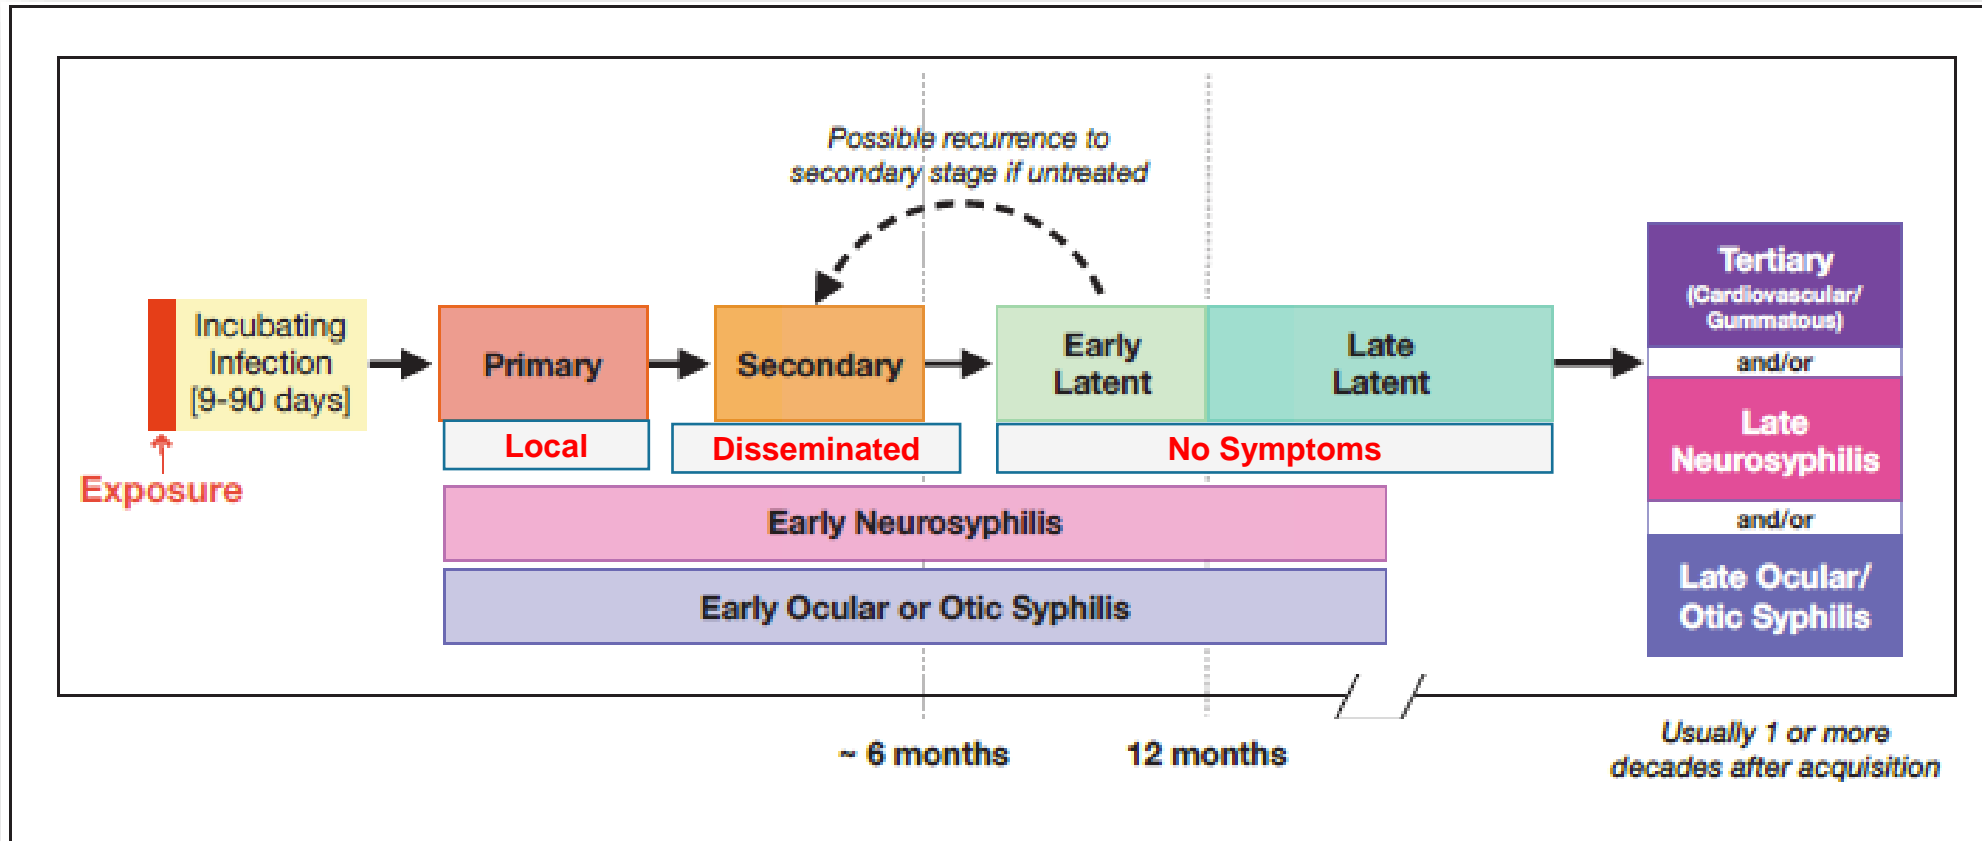 Possible recurrence to
secondary stage if untreated
Incubating
Infection
[9-90 days]
Exposure
Primary
Secondary
Early
Latent
Late
Latent
Local
Disseminated
No Symptoms
Early Neurosyphilis
Early Ocular or Otic Syphilis
Tertiary
(Cardiovascular/
Gummatous)
and/or
Late
Neurosyphilis
and/or
Late Ocular/
Otic Syphilis
~ 6 months
12 months
Usually 1 or more
decades after acquisition